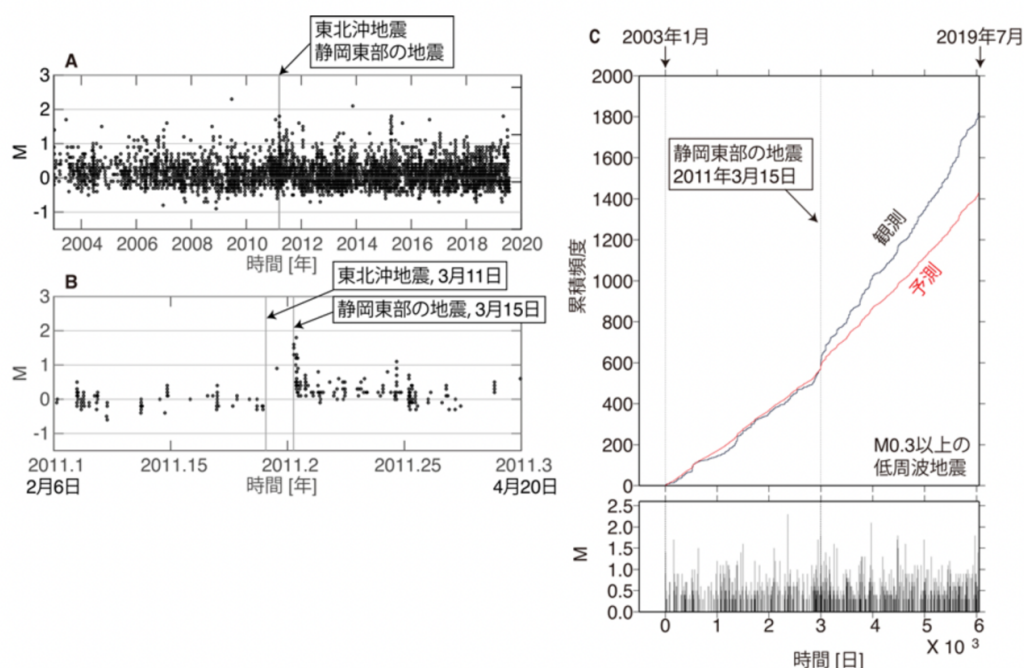 A
東北沖地震
静岡東部の地震
3
2
1
0
-1
M
2004 2006 2008 2010 2012 2014 2016 2018 2020
時間 [年]
B
東北沖地震, 3月11日
静岡東部の地震, 3月15日
3
2
1
0
-1
M
2011.1 2011.15 2011.2 2011.25 2011.3
2月6日 時間 [年] 4月20日
C
2003年1月 2019年7月
2000
1800
1600
1400
1200
1000
800
600
400
200
0
累積頻度
静岡東部の地震
2011年3月15日
観測
予測
M0.3以上の
低周波地震
2.5
2.0
1.5
1.0
0.5
0.0
M
0 1 2 3 4 5 6
X 10 3
時間 [日]